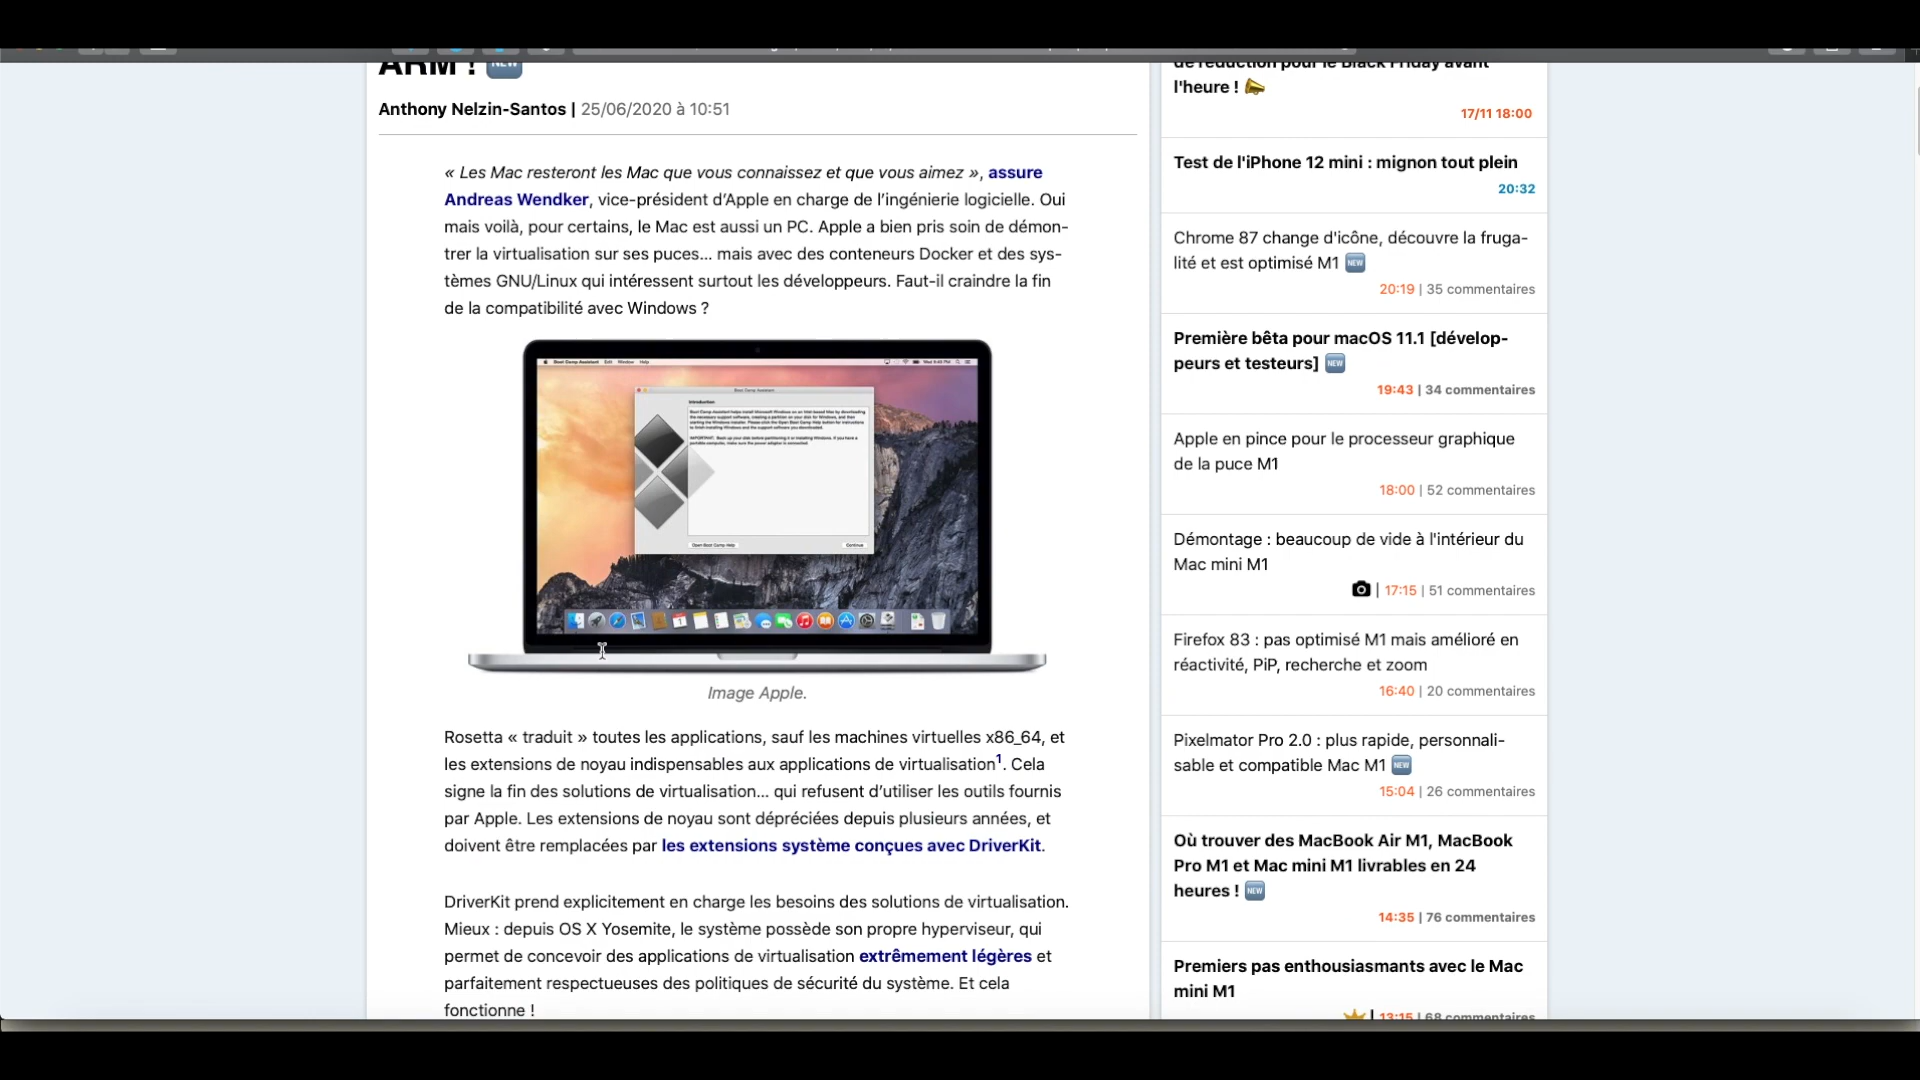 ARM ! NEW
Anthony Nelzin-Santos | 25/06/2020 à 10:51
« Les Mac resteront les Mac que vous connaissez et que vous aimez », assure
Andreas Wendker, vice-président d’Apple en charge de l’ingénierie logicielle. Oui
mais voilà, pour certains, le Mac est aussi un PC. Apple a bien pris soin de démon-
trer la virtualisation sur ses puces… mais avec des conteneurs Docker et des sys-
tèmes GNU/Linux qui intéressent surtout les développeurs. Faut-il craindre la fin
de la compatibilité avec Windows ?
Boot Camp Assistant Edit Window Help
Boot Camp Assistant
Introduction
Open Boot Camp Help
Continue
Image Apple.
Rosetta « traduit » toutes les applications, sauf les machines virtuelles x86_64, et
les extensions de noyau indispensables aux applications de virtualisation1. Cela
signe la fin des solutions de virtualisation… qui refusent d’utiliser les outils fournis
par Apple. Les extensions de noyau sont dépréciées depuis plusieurs années, et
doivent être remplacées par les extensions système conçues avec DriverKit.
DriverKit prend explicitement en charge les besoins des solutions de virtualisation.
Mieux : depuis OS X Yosemite, le système possède son propre hyperviseur, qui
permet de concevoir des applications de virtualisation extrêmement légères et
parfaitement respectueuses des politiques de sécurité du système. Et cela
fonctionne !
de réduction pour le Black Friday avant
l'heure !
17/11 18:00
Test de l'iPhone 12 mini : mignon tout plein
20:32
Chrome 87 change d'icône, découvre la fruga-
lité et est optimisé M1 NEW
20:19 | 35 commentaires
Première bêta pour macOS 11.1 [dévelop-
peurs et testeurs] NEW
19:43 | 34 commentaires
Apple en pince pour le processeur graphique
de la puce M1
18:00 | 52 commentaires
Démontage : beaucoup de vide à l'intérieur du
Mac mini M1
| 17:15 | 51 commentaires
Firefox 83 : pas optimisé M1 mais amélioré en
réactivité, PiP, recherche et zoom
16:40 | 20 commentaires
Pixelmator Pro 2.0 : plus rapide, personnali-
sable et compatible Mac M1 NEW
15:04 | 26 commentaires
Où trouver des MacBook Air M1, MacBook
Pro M1 et Mac mini M1 livrables en 24
heures ! NEW
14:35 | 76 commentaires
Premiers pas enthousiasmants avec le Mac
mini M1
| 13:15 | 68 commentaires